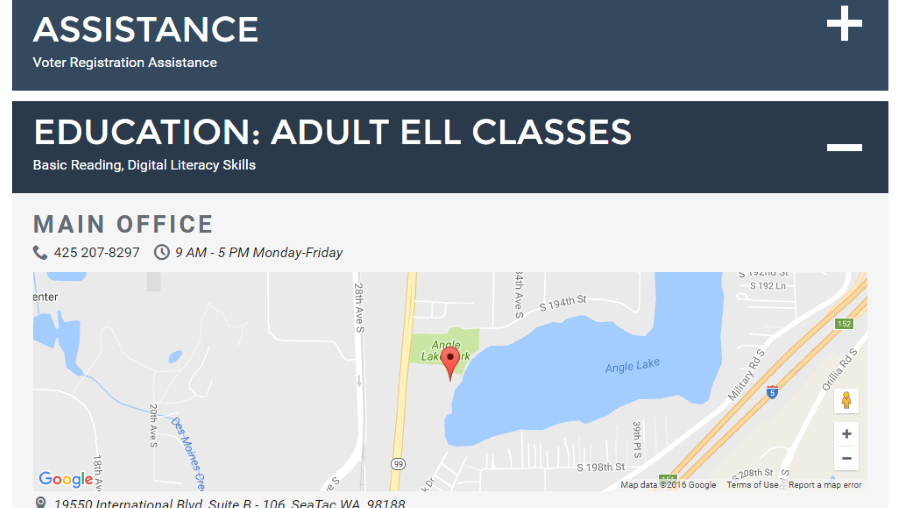 ASSISTANCE
Voter Registration Assistance
EDUCATION: ADULT ELL CLASSES
Basic Reading, Digital Literacy Skills
MAIN OFFICE
425 207-8297 9 AM - 5 PM Monday-Friday
enter
28th Ave S
34th Ave S
S 194th St
S 192nd St
S 192 Ln
152
Angle
Lake Park
Angle Lake
Military Rd S
Orillia Rd S
5
20th Ave S
Des Moines Cre
39th Pl S
18th Av
99
S 198th St
S 208th St
Dr
Google
Map data ©2016 Google Terms of Use Report a map error
19550 International Blvd, Suite B - 106, SeaTac WA, 98188